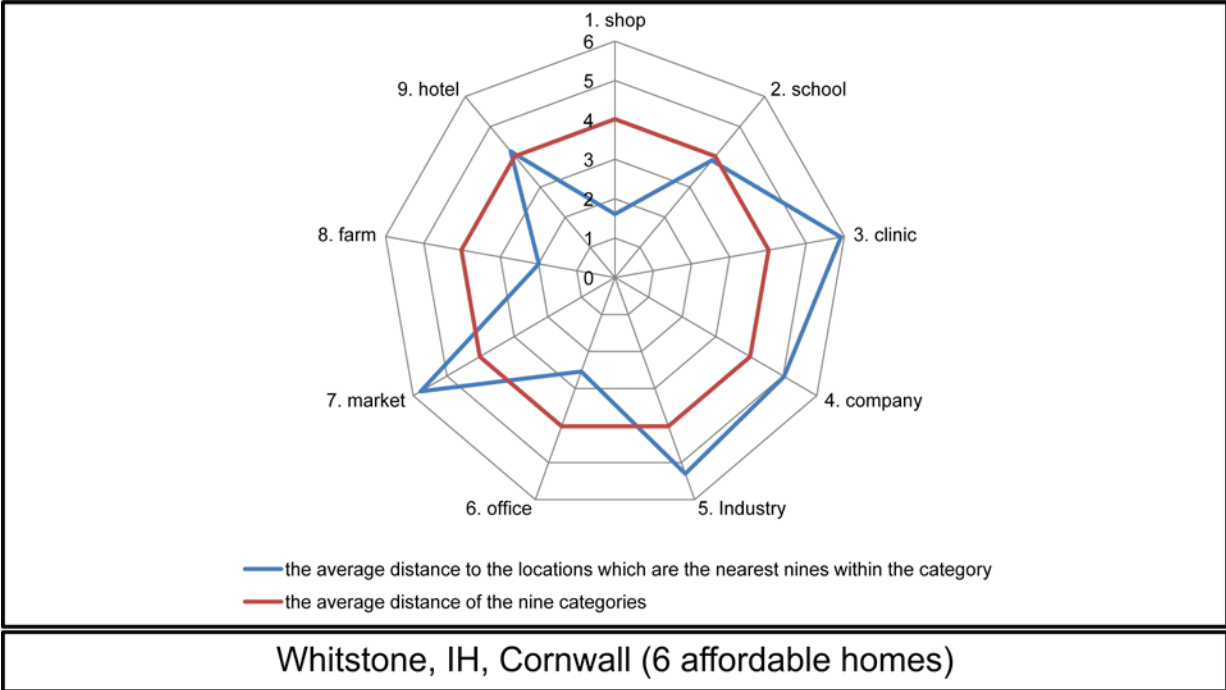 1. shop
6
5
4
3
2
1
0
2. school
3. clinic
4. company
5. Industry
6. office
7. market
8. farm
9. hotel
the average distance to the locations which are the nearest nines within the category
the average distance of the nine categories
Whitstone, IH, Cornwall (6 affordable homes)